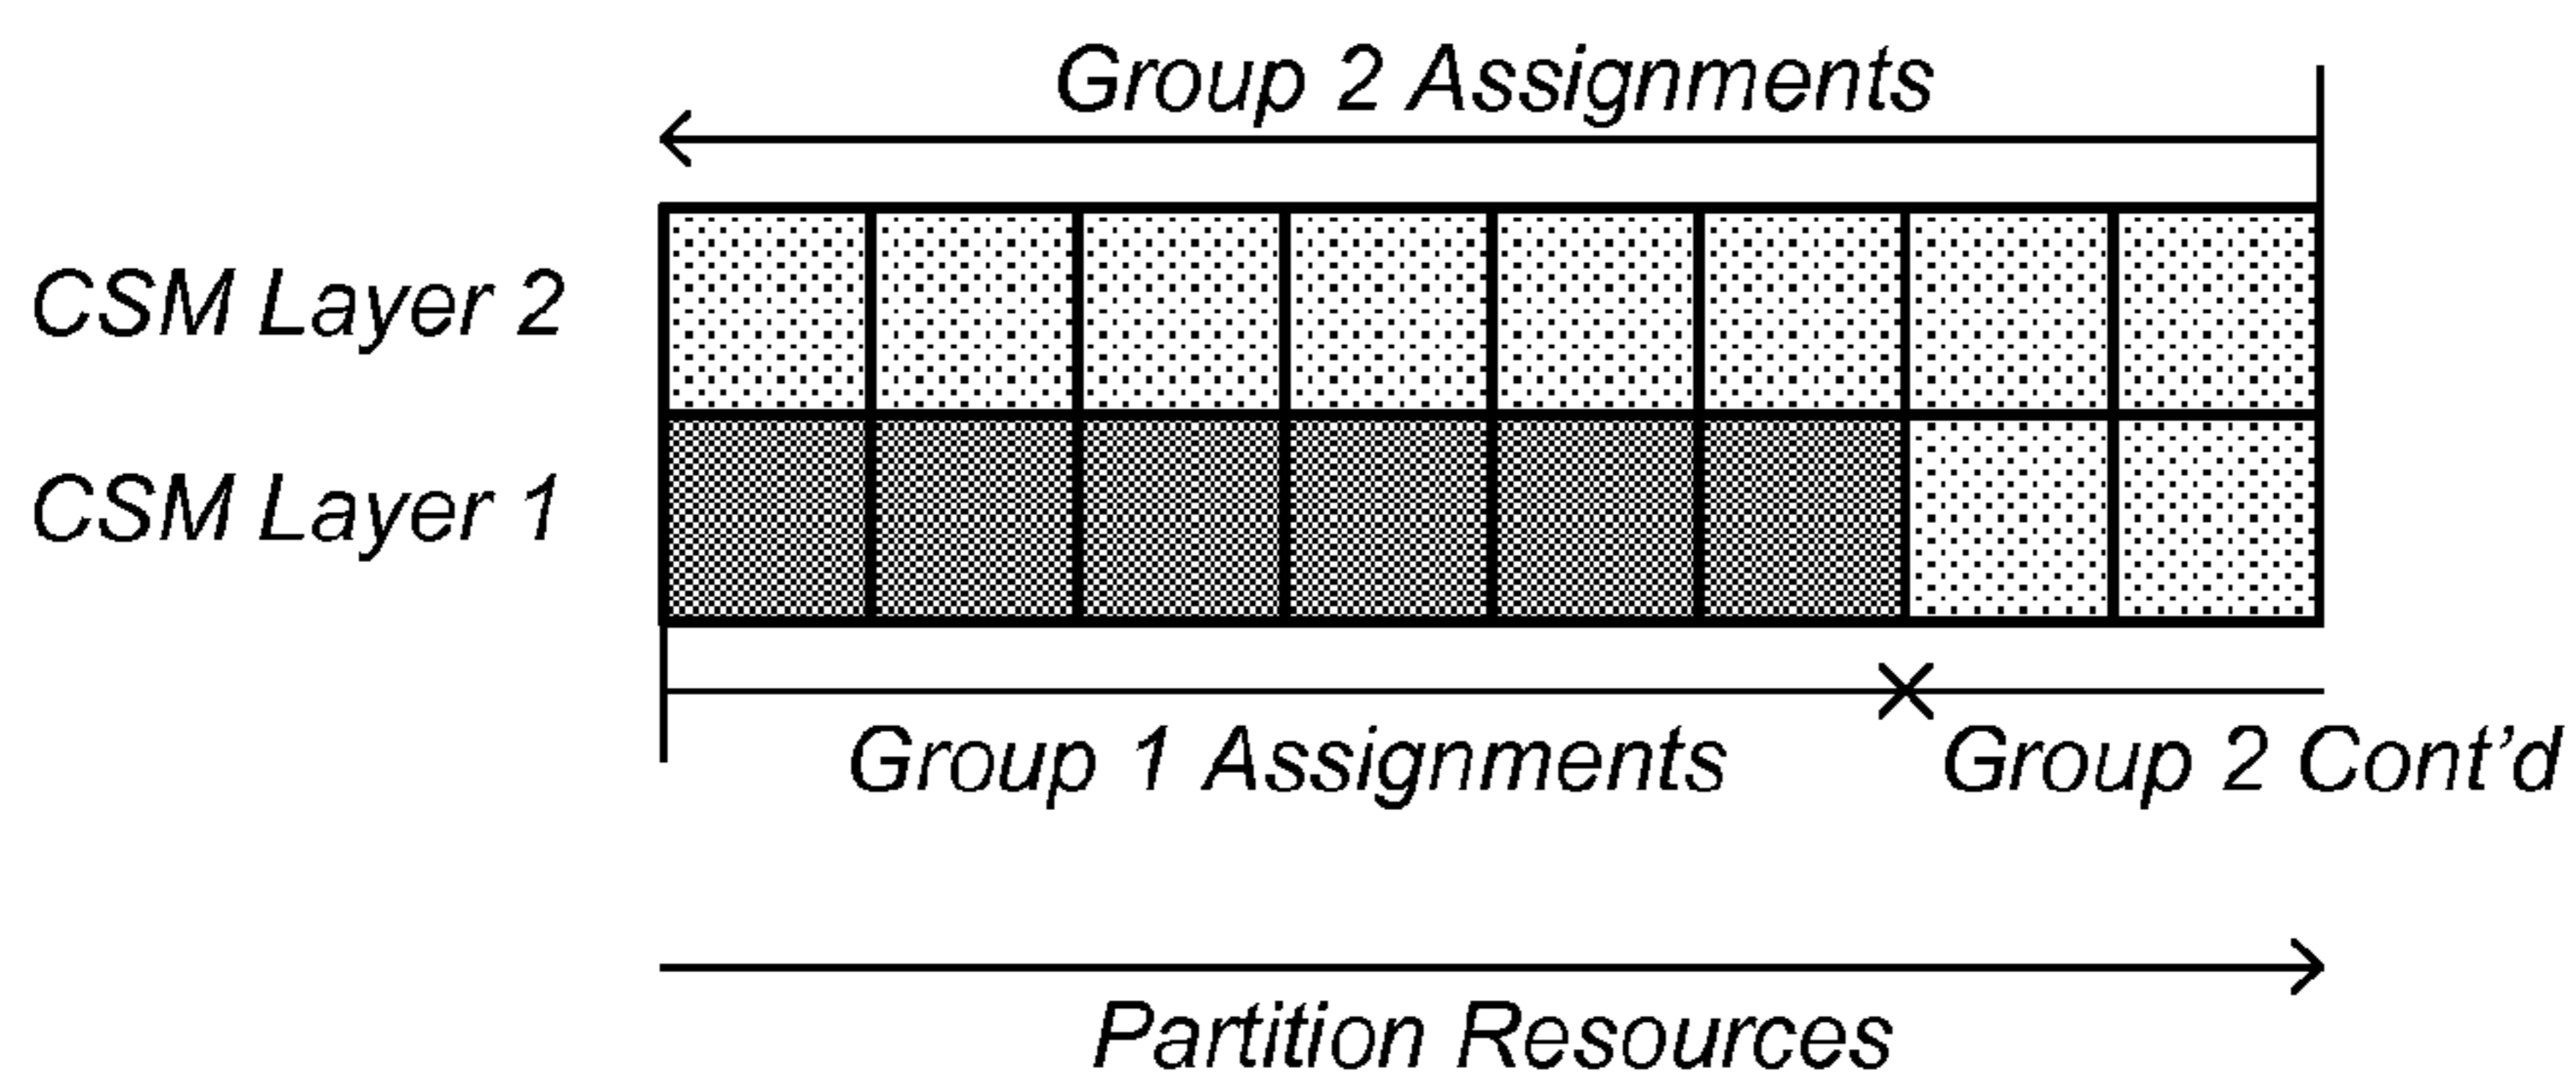 Group 2 Assignments
CSM Layer 2
CSM Layer 1
Group 1 Assignments
Group 2 Cont'd
Partition Resources